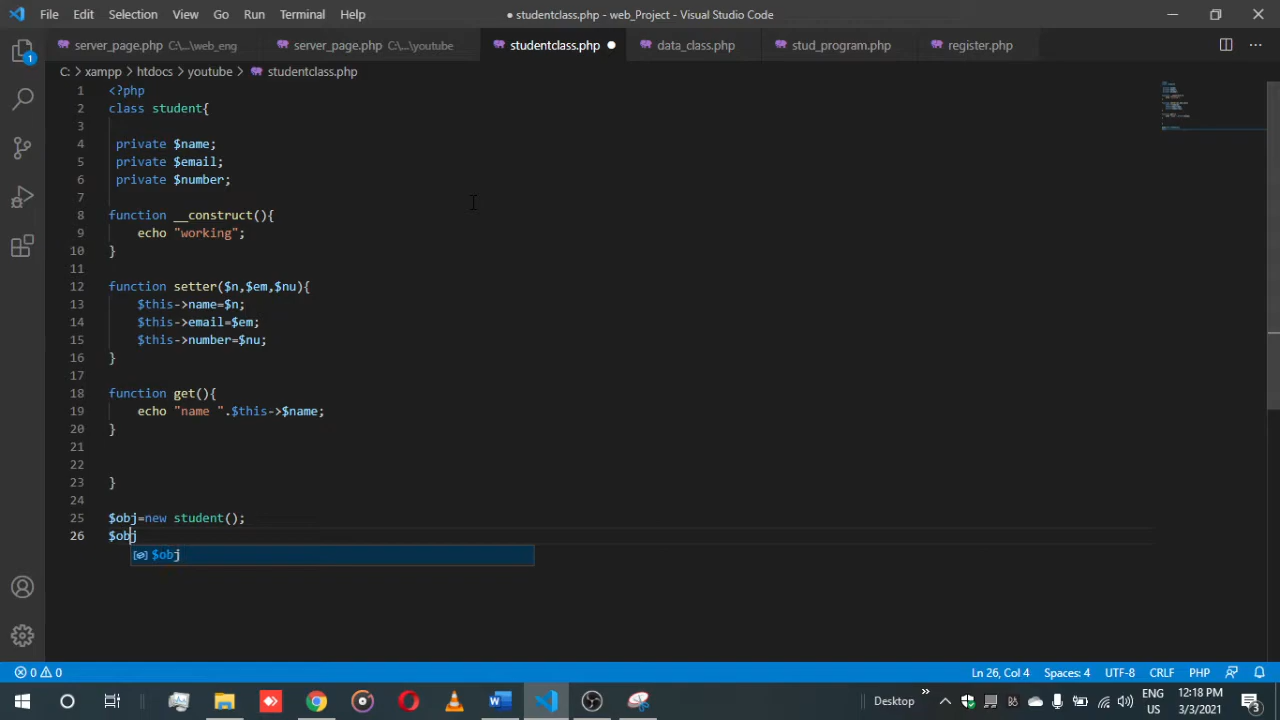 File Edit Selection View Go Run Terminal Help
● studentclass.php - web_Project - Visual Studio Code
server_page.php C:\...\web_eng
server_page.php C:\...\youtube
studentclass.php
data_class.php
stud_program.php
register.php
C: > xampp > htdocs > youtube > studentclass.php
1 <?php
2 class student{
3
4 private $name;
5 private $email;
6 private $number;
7
8 function __construct(){
9 echo "working";
10 }
11
12 function setter($n,$em,$nu){
13 $this->name=$n;
14 $this->email=$em;
15 $this->number=$nu;
16 }
17
18 function get(){
19 echo "name ".$this->$name;
20 }
21
22
23 }
24
25 $obj=new student();
26 $obj
$obj
1
0 0
Ln 26, Col 4 Spaces: 4 UTF-8 CRLF PHP
Desktop
ENG
US
12:18 PM
3/3/2021
3